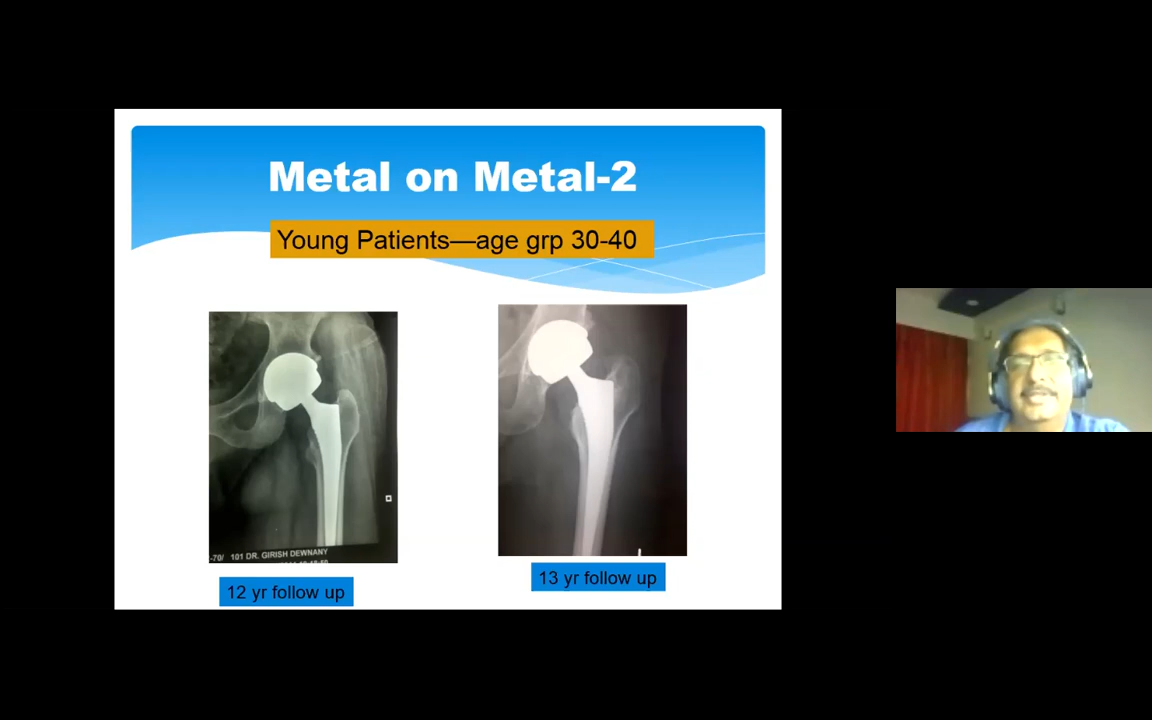 Metal on Metal-2
Young Patients—age grp 30-40
-70/ 101 DR. GIRISH DEWNANY
12 yr follow up
13 yr follow up